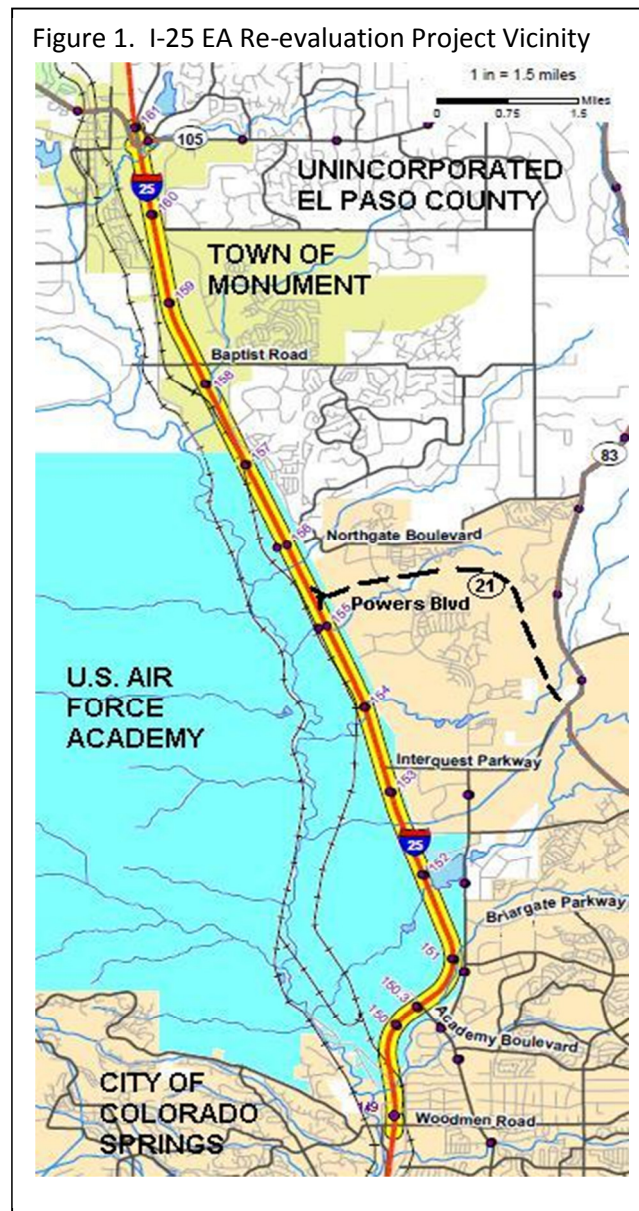 Figure 1.  I-25 EA Re-evaluation Project Vicinity
1 in = 1.5 miles
Miles
0
0.75
1.5
161
105
UNINCORPORATED
EL PASO COUNTY
25
160
TOWN OF
MONUMENT
159
Baptist Road
158
157
83
Northgate Boulevard
156
21
Powers Blvd
155
U.S. AIR
FORCE
ACADEMY
154
Interquest Parkway
153
25
152
Briargate Parkway
151
150.3
150
Academy Boulevard
CITY OF
COLORADO
SPRINGS
149
Woodmen Road